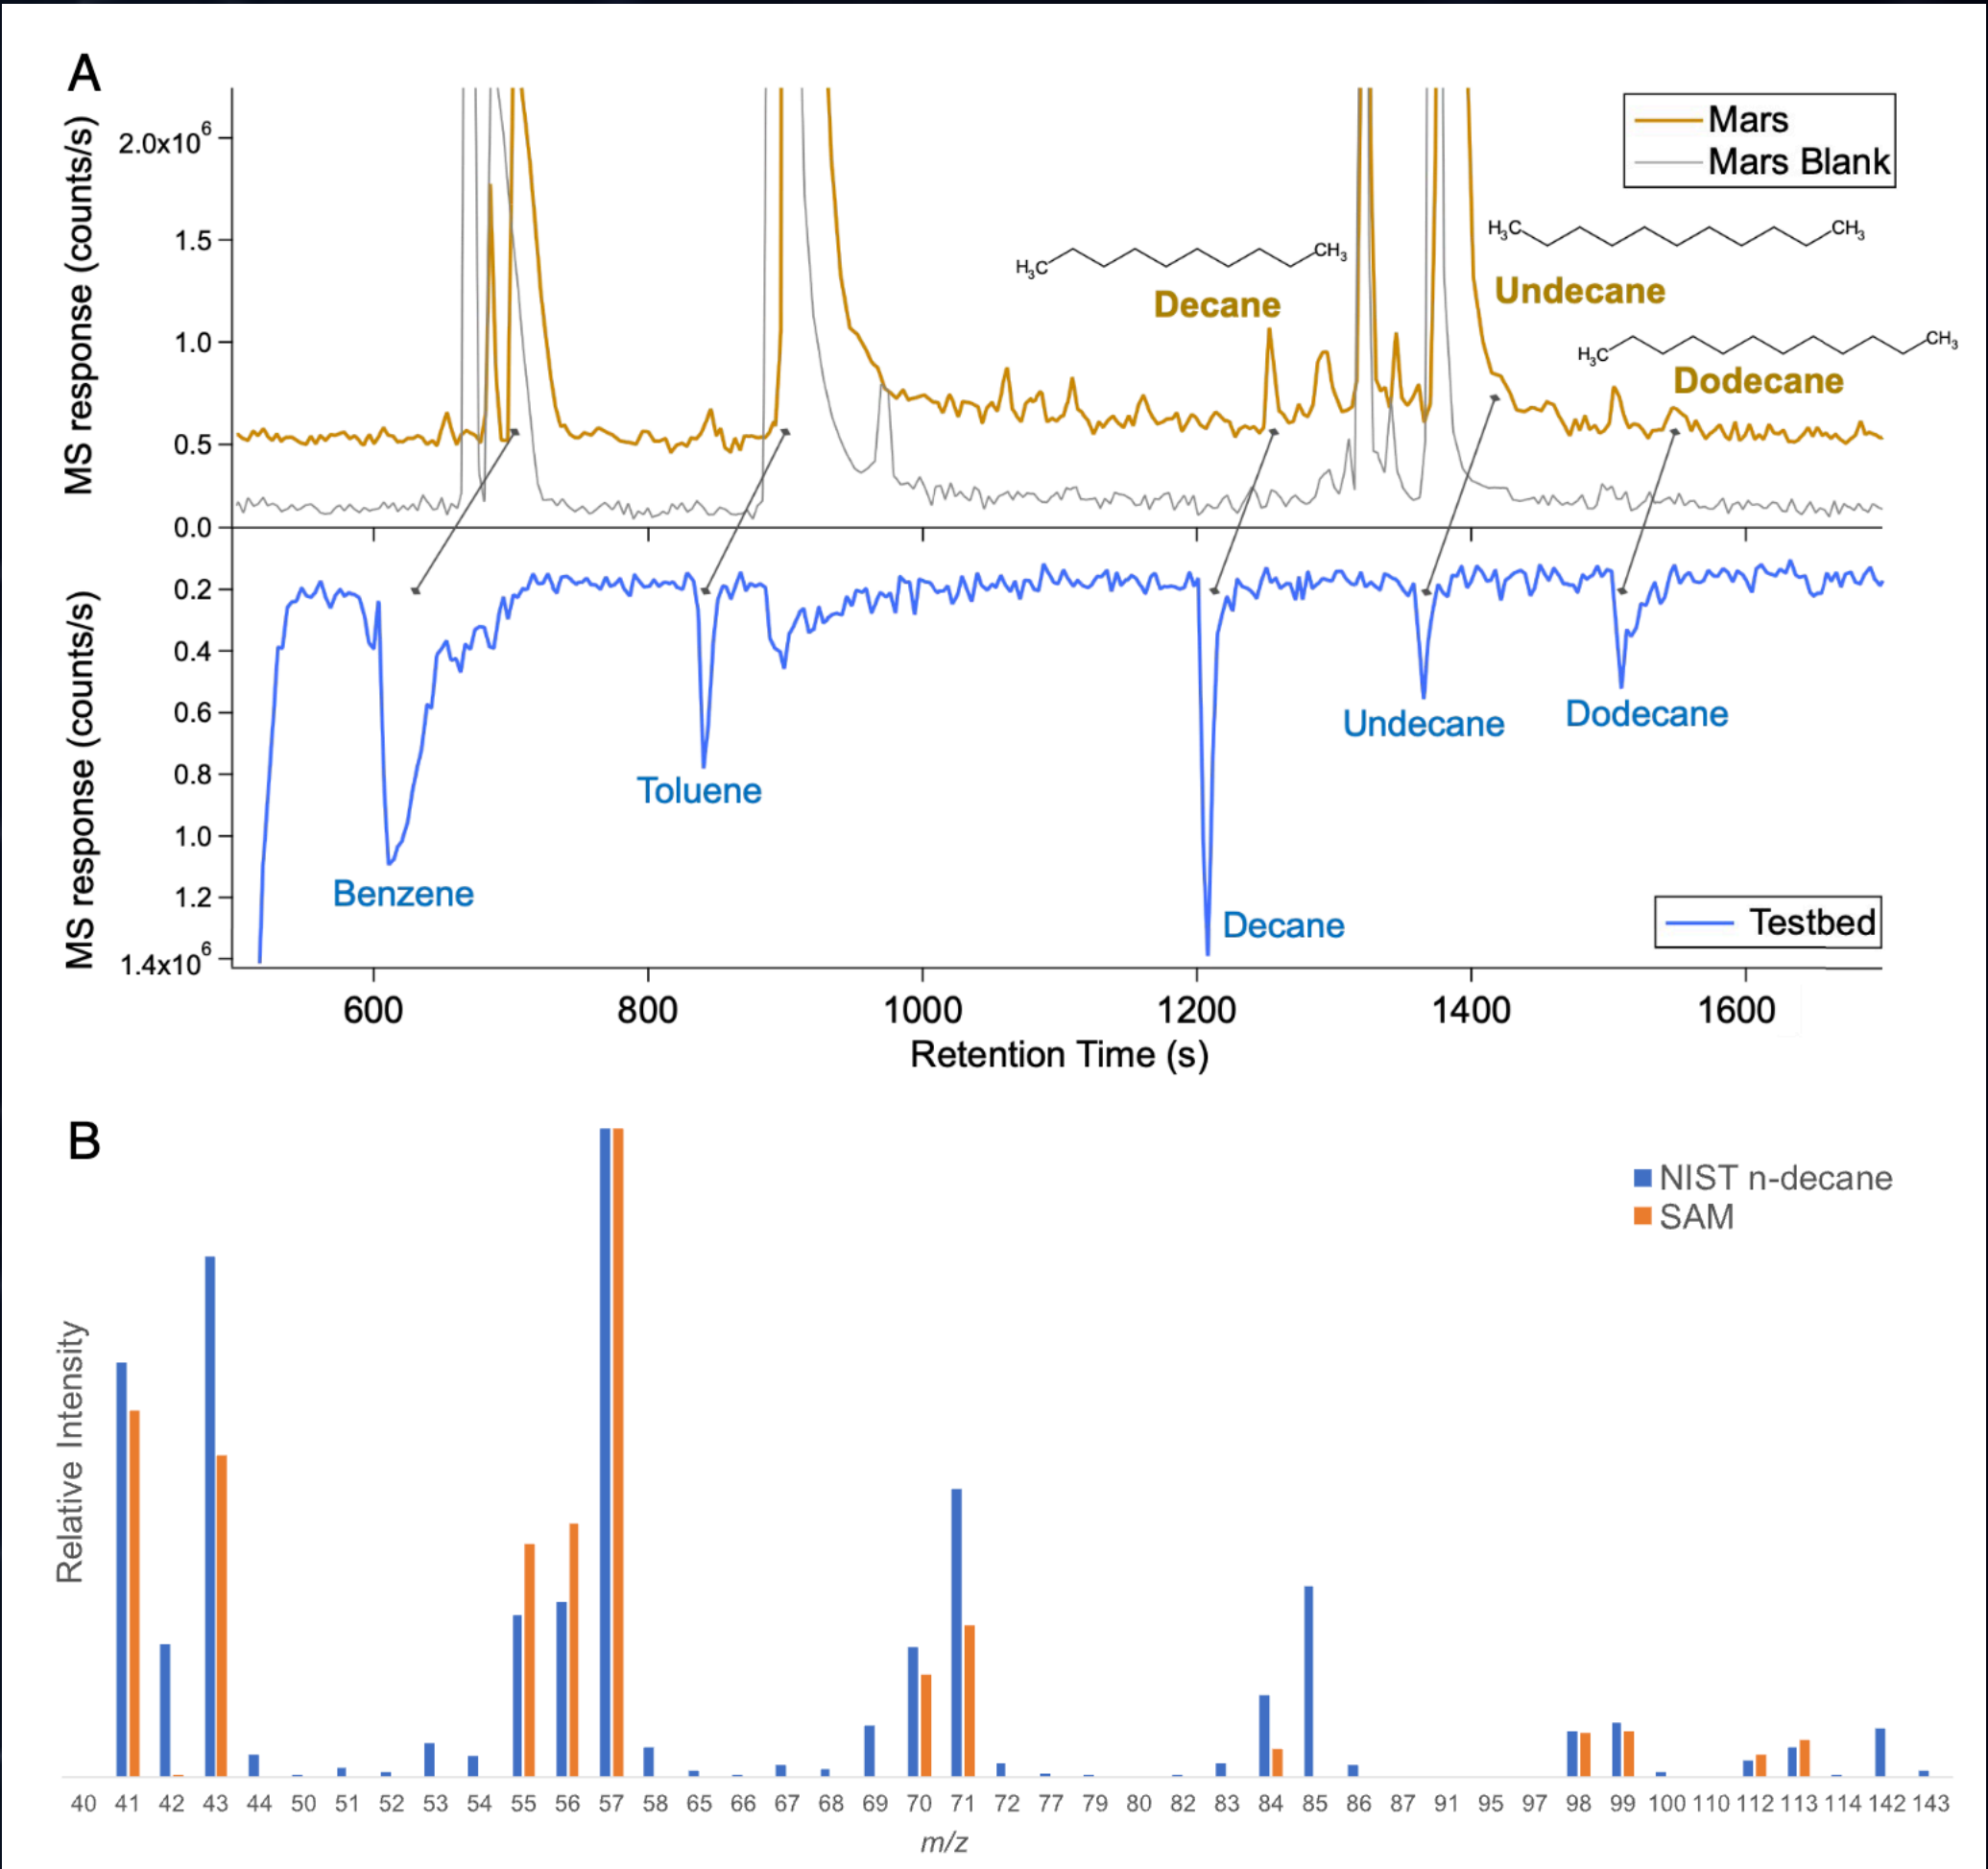 A
MS response (counts/s)
2.0x10⁶
1.5
1.0
0.5
0.0
Mars
Mars Blank
H₃C CH₃
Decane
H₃C CH₃
Undecane
H₃C CH₃
Dodecane
MS response (counts/s)
0.2
0.4
0.6
0.8
1.0
1.2
1.4x10⁶
Benzene
Toluene
Decane
Undecane
Dodecane
Testbed
600 800 1000 1200 1400 1600
Retention Time (s)
B
NIST n-decane
SAM
Relative Intensity
40 41 42 43 44 50 51 52 53 54 55 56 57 58 65 66 67 68 69 70 71 72 77 79 80 82 83 84 85 86 87 91 95 97 98 99 100 110 112 113 114 142 143
m/z